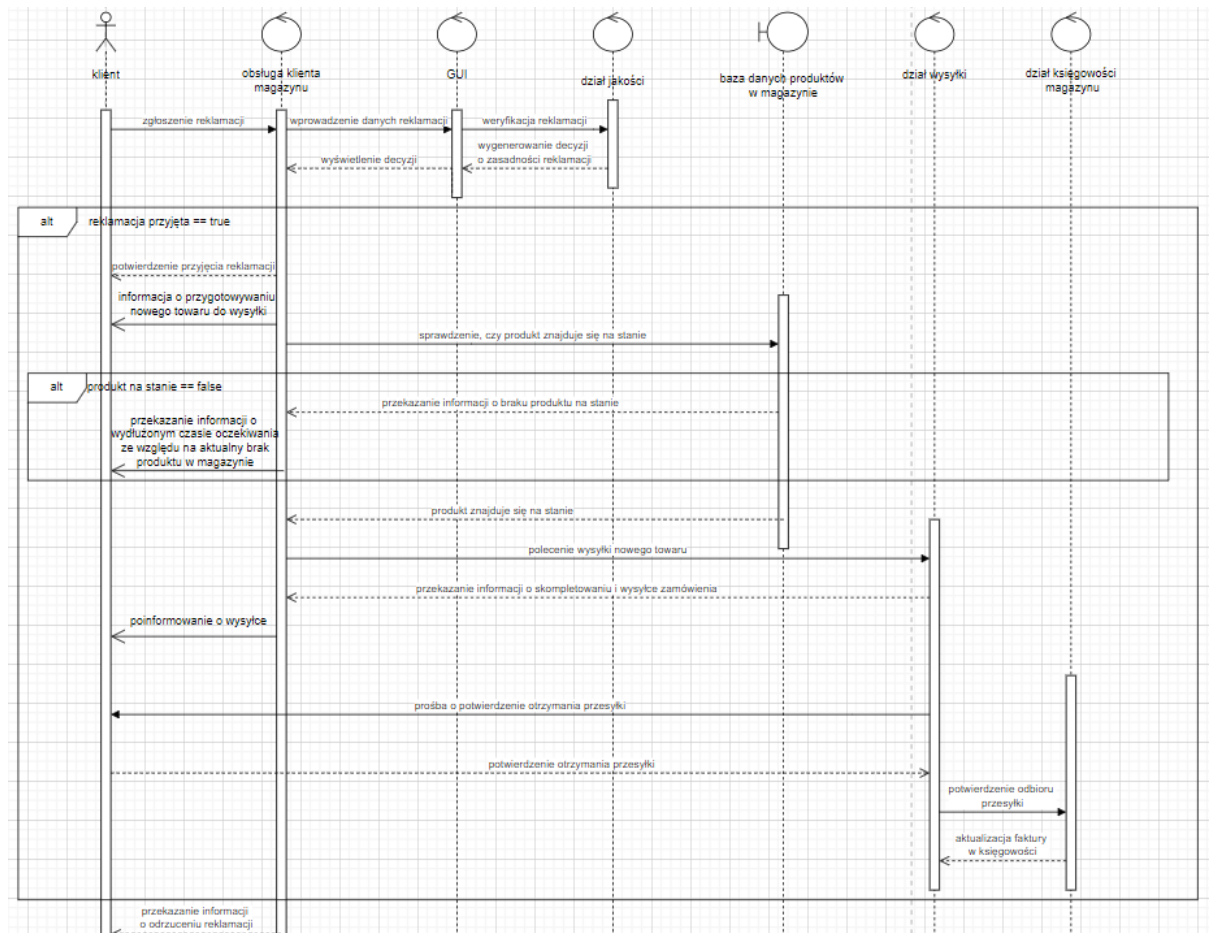 klient
obsługa klienta
magazynu
GUI
dział jakości
baza danych produktów
w magazynie
dział wysyłki
dział księgowości
magazynu
zgłoszenie reklamacji
wprowadzenie danych reklamacji
weryfikacja reklamacji
wygenerowanie decyzji
o zasadności reklamacji
wyświetlenie decyzji
alt
reklamacja przyjęta == true
potwierdzenie przyjęcia reklamacji
informacja o przygotowywaniu
nowego towaru do wysyłki
sprawdzenie, czy produkt znajduje się na stanie
alt
produkt na stanie == false
przekazanie informacji o braku produktu na stanie
przekazanie informacji o
wydłużonym czasie oczekiwania
ze względu na aktualny brak
produktu w magazynie
produkt znajduje się na stanie
polecenie wysyłki nowego towaru
przekazanie informacji o skompletowaniu i wysyłce zamówienia
poinformowanie o wysyłce
prośba o potwierdzenie otrzymania przesyłki
potwierdzenie otrzymania przesyłki
potwierdzenie odbioru
przesyłki
aktualizacja faktury
w księgowości
przekazanie informacji
o odrzuceniu reklamacji